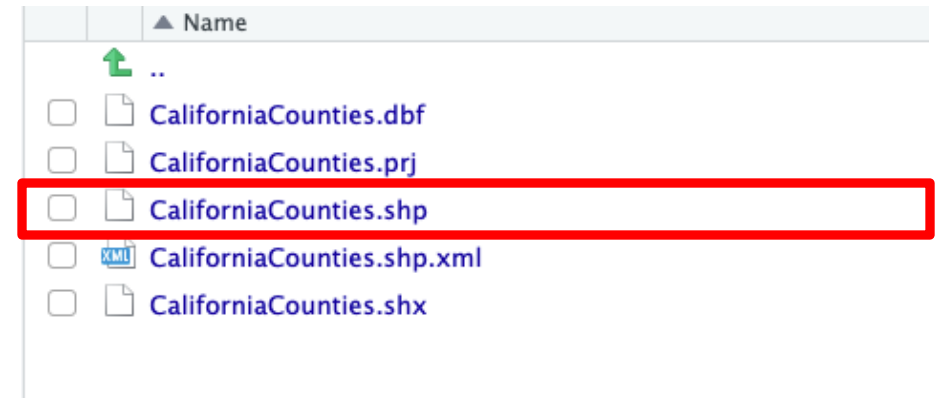 Name
..
CaliforniaCounties.dbf
CaliforniaCounties.prj
CaliforniaCounties.shp
XML CaliforniaCounties.shp.xml
CaliforniaCounties.shx